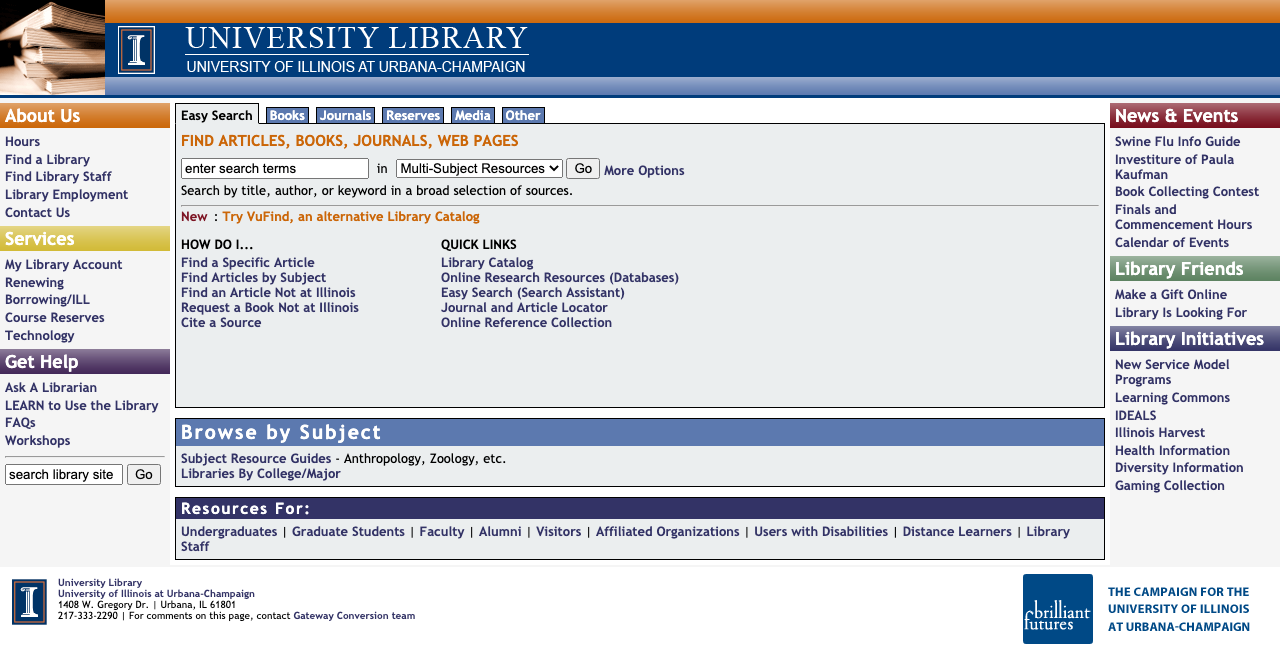 UNIVERSITY LIBRARY
UNIVERSITY OF ILLINOIS AT URBANA-CHAMPAIGN
About Us
Hours
Find a Library
Find Library Staff
Library Employment
Contact Us
Services
My Library Account
Renewing
Borrowing/ILL
Course Reserves
Technology
Get Help
Ask A Librarian
LEARN to Use the Library
FAQs
Workshops
search library site Go
Easy Search Books Journals Reserves Media Other
FIND ARTICLES, BOOKS, JOURNALS, WEB PAGES
enter search terms in Multi-Subject Resources Go More Options
Search by title, author, or keyword in a broad selection of sources.
New : Try VuFind, an alternative Library Catalog
HOW DO I...
Find a Specific Article
Find Articles by Subject
Find an Article Not at Illinois
Request a Book Not at Illinois
Cite a Source
QUICK LINKS
Library Catalog
Online Research Resources (Databases)
Easy Search (Search Assistant)
Journal and Article Locator
Online Reference Collection
Browse by Subject
Subject Resource Guides - Anthropology, Zoology, etc.
Libraries By College/Major
Resources For:
Undergraduates | Graduate Students | Faculty | Alumni | Visitors | Affiliated Organizations | Users with Disabilities | Distance Learners | Library
Staff
News & Events
Swine Flu Info Guide
Investiture of Paula
Kaufman
Book Collecting Contest
Finals and
Commencement Hours
Calendar of Events
Library Friends
Make a Gift Online
Library Is Looking For
Library Initiatives
New Service Model
Programs
Learning Commons
IDEALS
Illinois Harvest
Health Information
Diversity Information
Gaming Collection
University Library
University of Illinois at Urbana-Champaign
1408 W. Gregory Dr. | Urbana, IL 61801
217-333-2290 | For comments on this page, contact Gateway Conversion team
brilliant
futures
THE CAMPAIGN FOR THE
UNIVERSITY OF ILLINOIS
AT URBANA-CHAMPAIGN